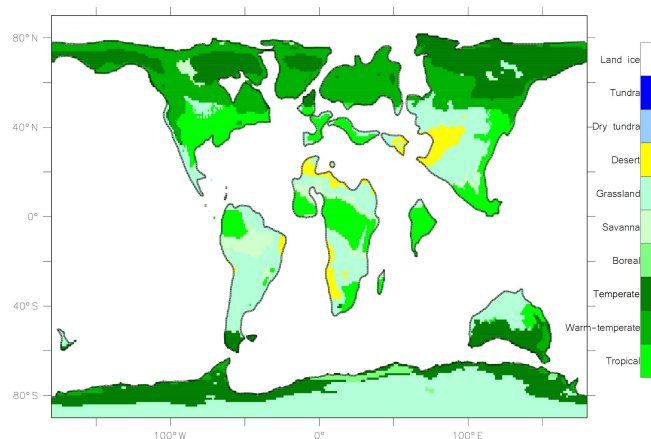 80°N
40°N
0°
40°S
80°S
100°W
0°
100°E
Land ice
Tundra
Dry tundra
Desert
Grassland
Savanna
Boreal
Temperate
Warm-temperate
Tropical